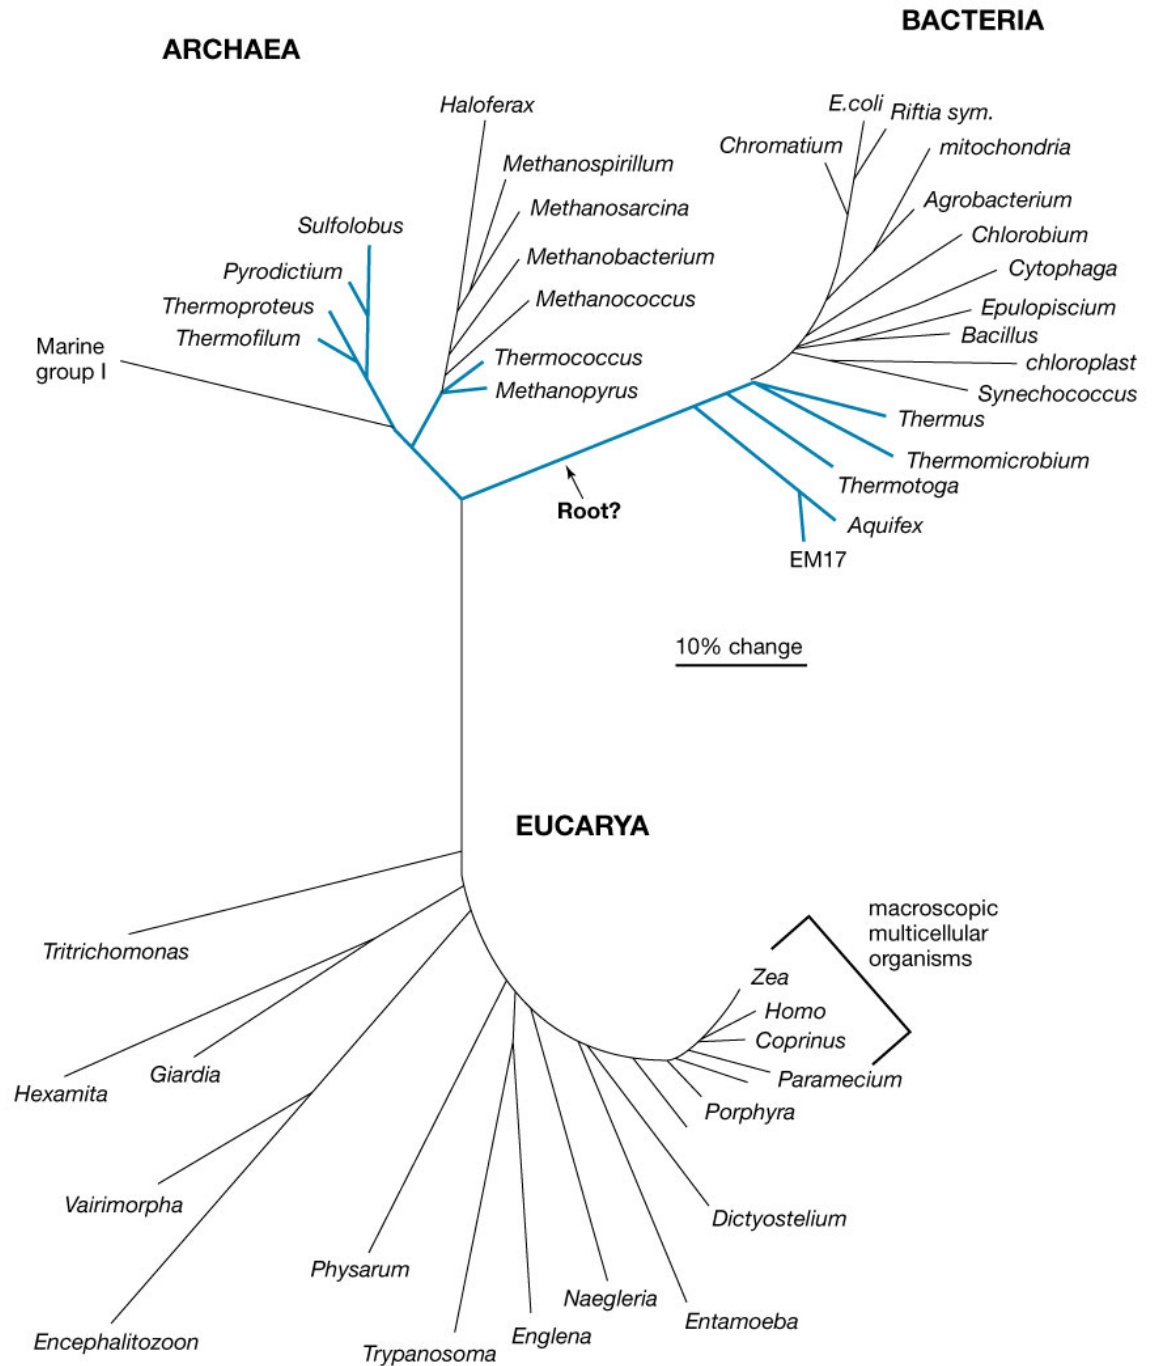 BACTERIA
ARCHAEA
Haloferax
E.coli
Riftia sym.
Chromatium
mitochondria
Methanospirillum
Agrobacterium
Methanosarcina
Sulfolobus
Chlorobium
Methanobacterium
Pyrodictium
Cytophaga
Methanococcus
Thermoproteus
Epulopiscium
Thermofilum
Bacillus
Marine
group I
Thermococcus
chloroplast
Methanopyrus
Synechococcus
Thermus
Thermomicrobium
Thermotoga
Root?
Aquifex
EM17
10% change
EUCARYA
macroscopic
multicellular
organisms
Tritrichomonas
Zea
Homo
Coprinus
Giardia
Paramecium
Hexamita
Porphyra
Vairimorpha
Dictyostelium
Physarum
Naegleria
Entamoeba
Englena
Encephalitozoon
Trypanosoma